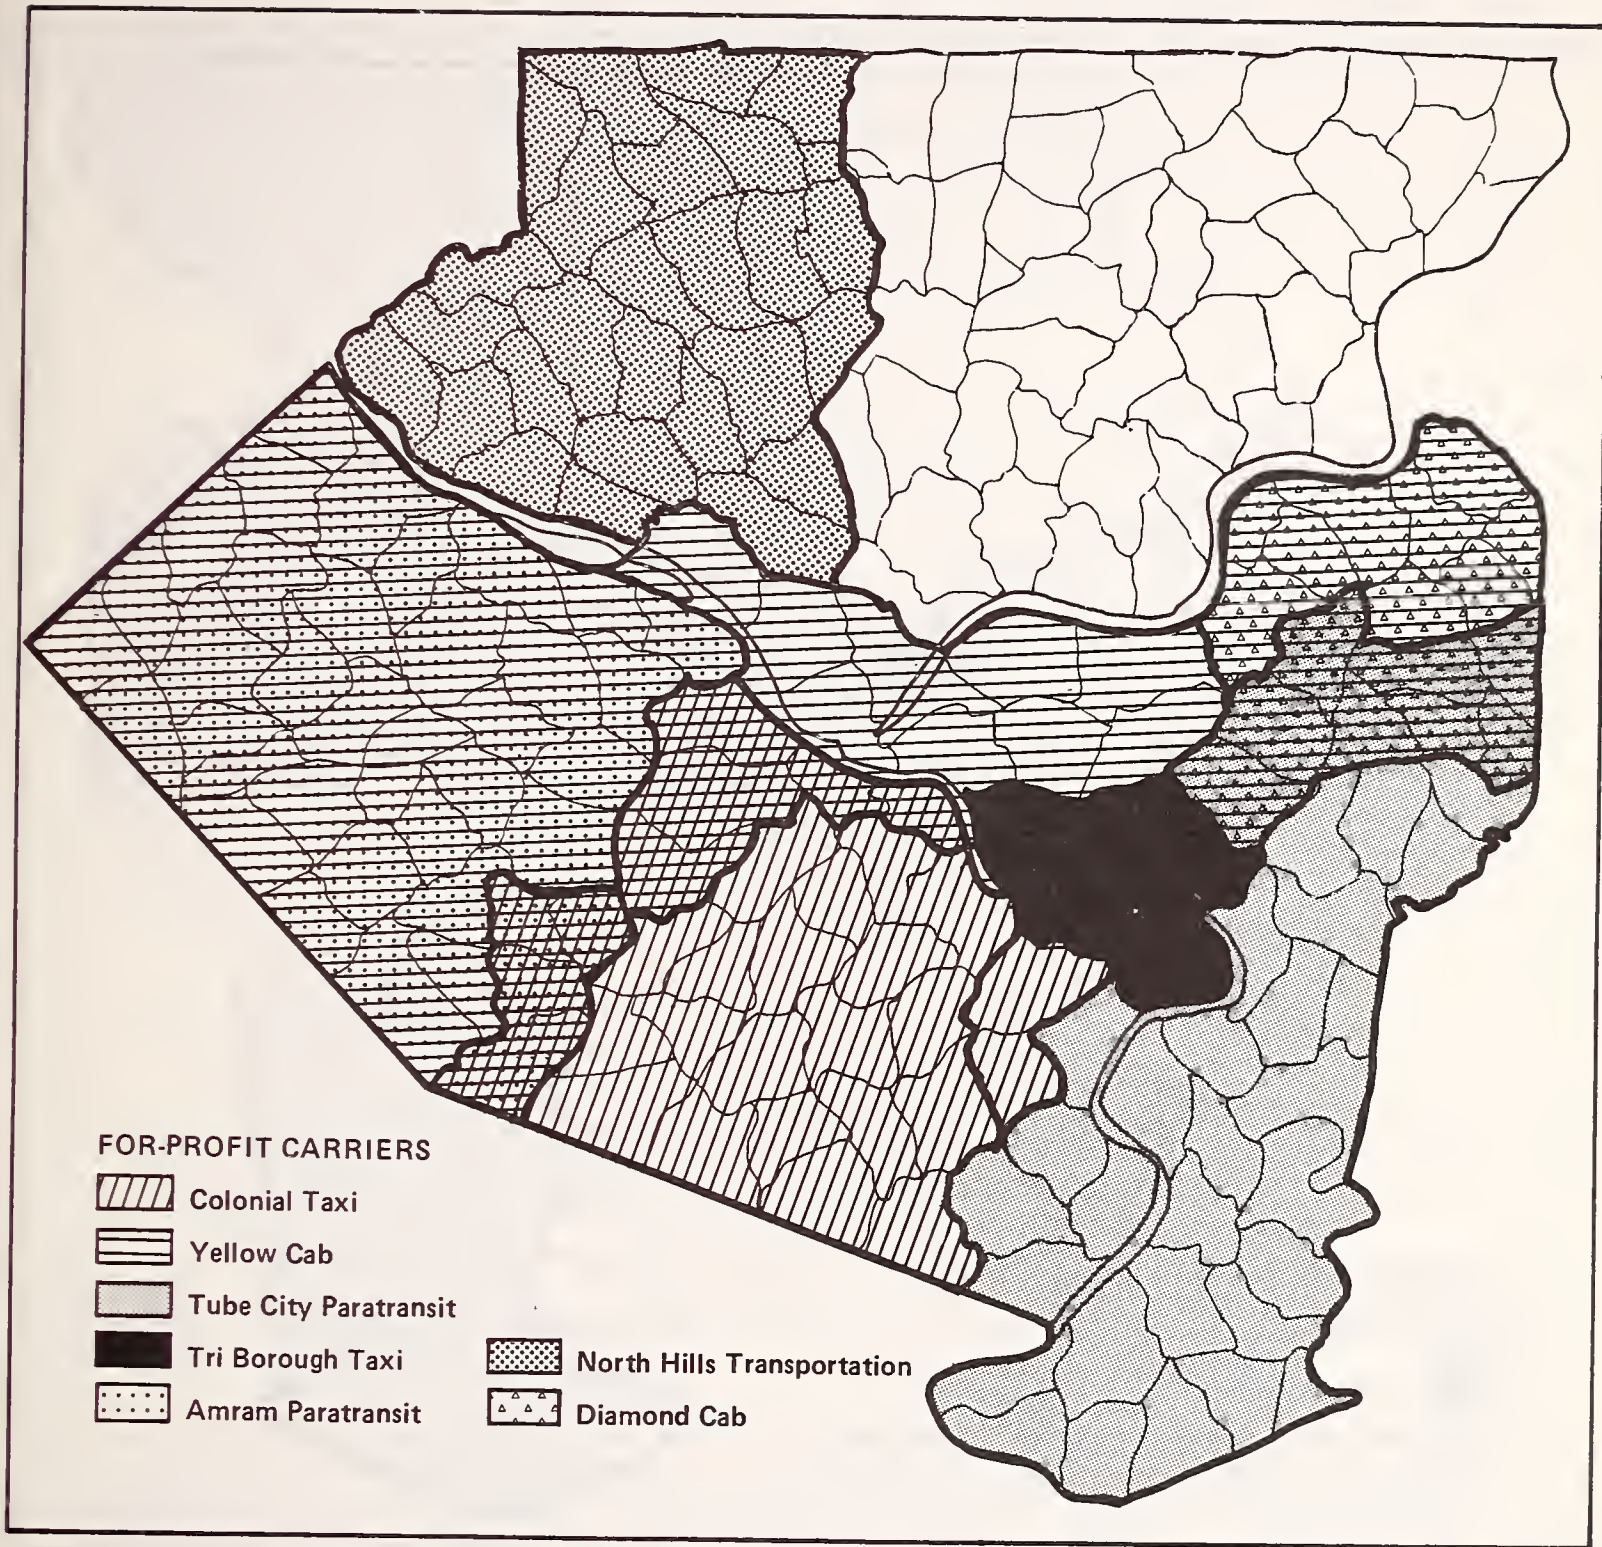 FOR-PROFIT CARRIERS
Colonial Taxi
Yellow Cab
Tube City Paratransit
Tri Borough Taxi
Amram Paratransit
North Hills Transportation
Diamond Cab